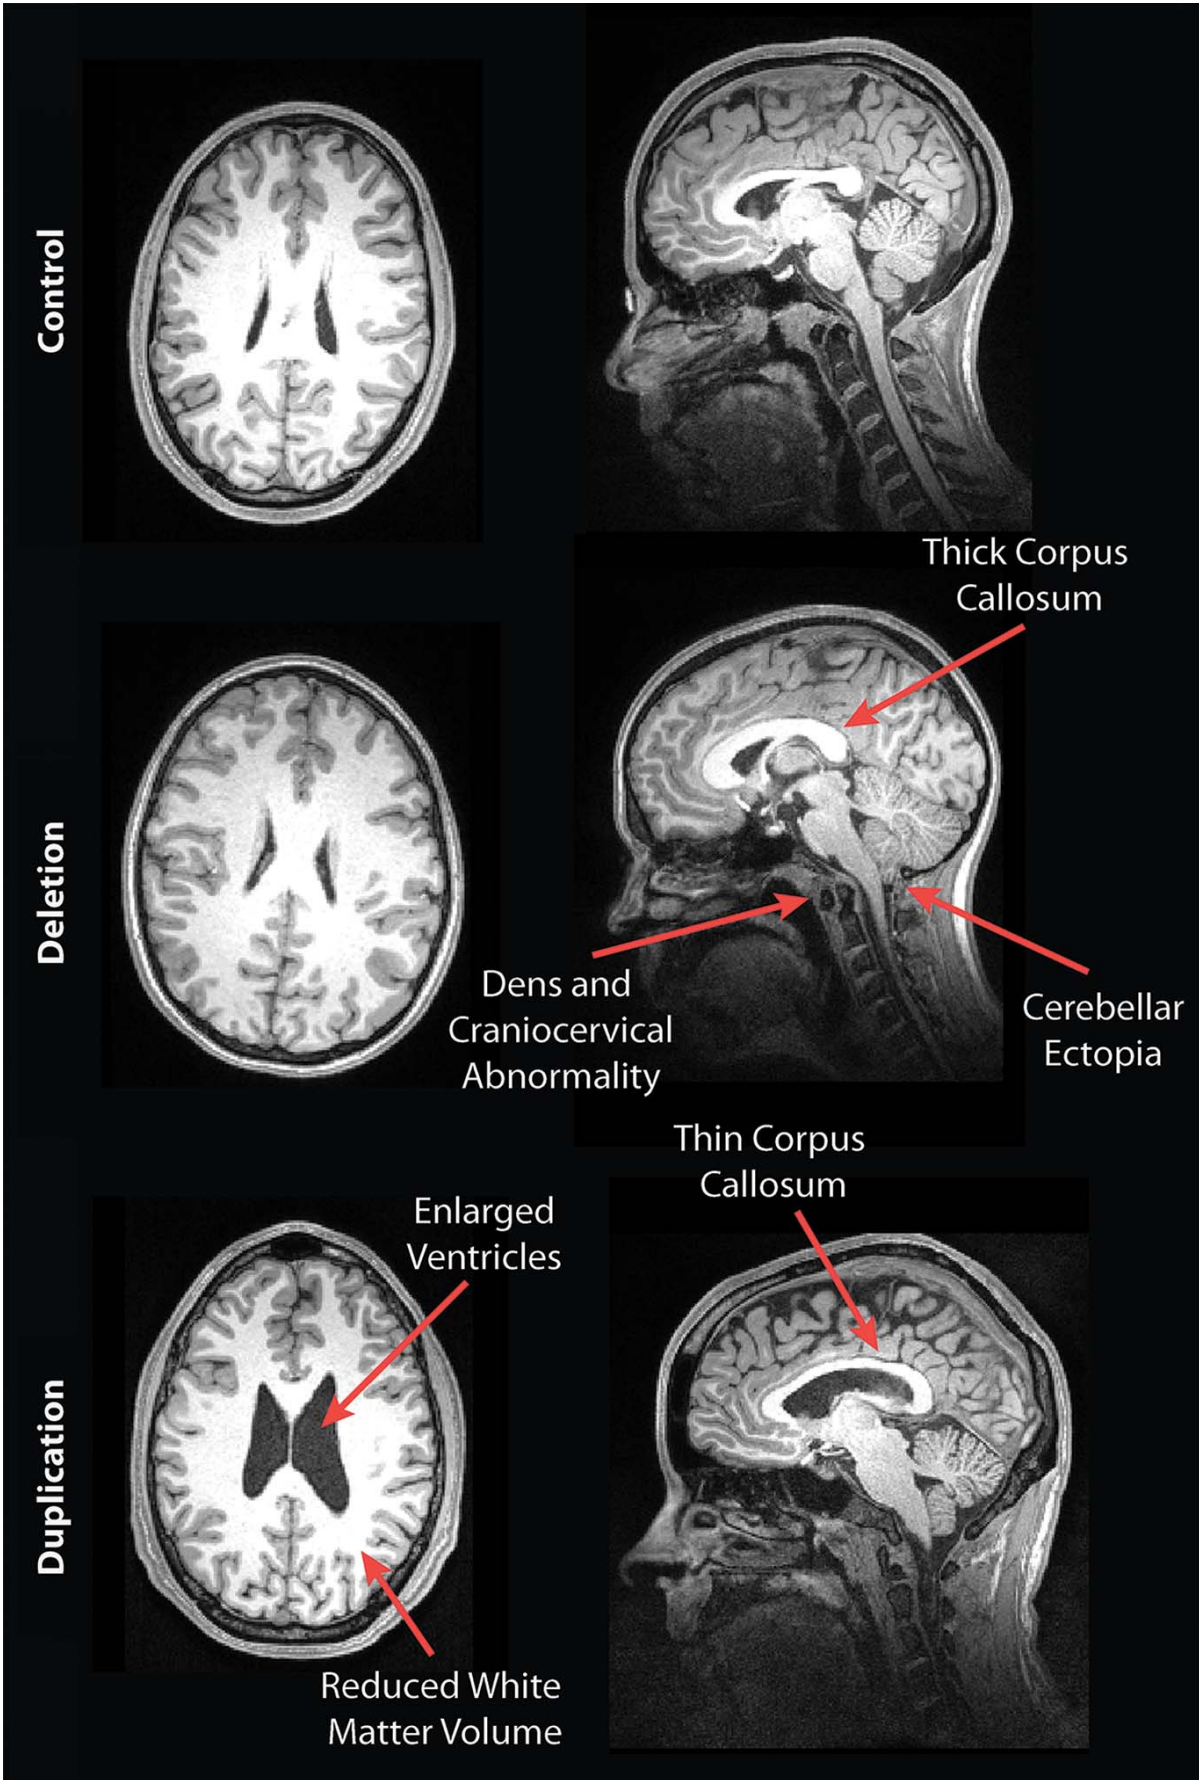 Control
Thick Corpus
Callosum
Deletion
Dens and
Craniocervical
Abnormality
Cerebellar
Ectopia
Thin Corpus
Callosum
Enlarged
Ventricles
Duplication
Reduced White
Matter Volume